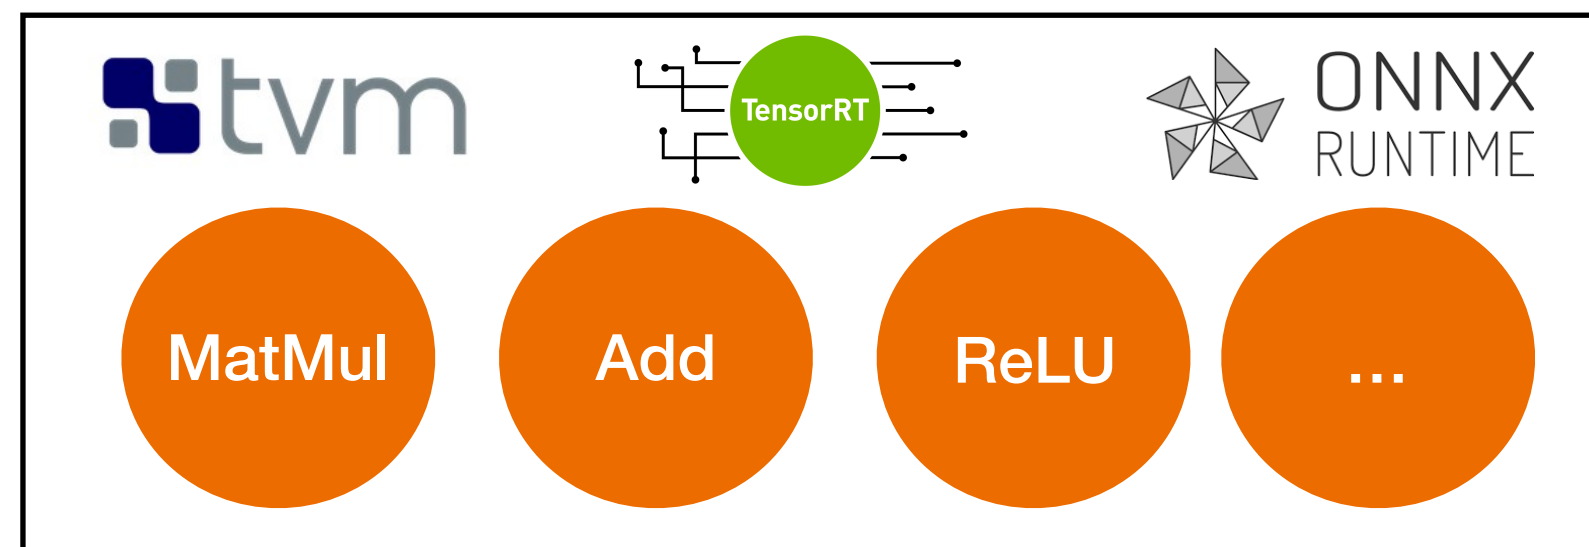 tvm
TensorRT
ONNX
RUNTIME
MatMul
Add
ReLU
...